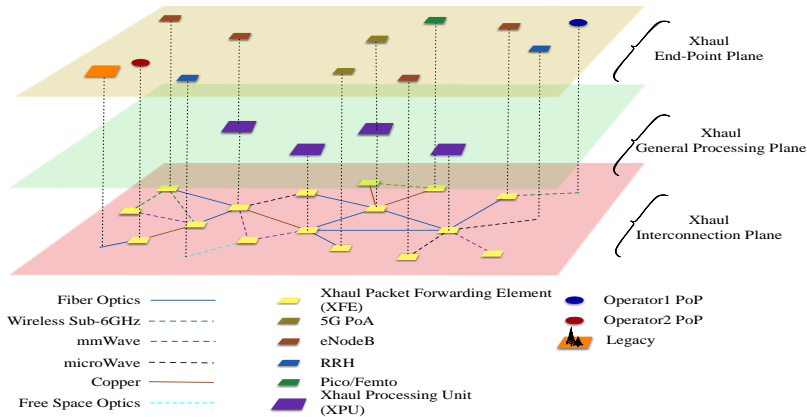 Xhaul
End-Point Plane
Xhaul
General Processing Plane
Xhaul
Interconnection Plane
Fiber Optics
Wireless Sub-6GHz
mmWave
microWave
Copper
Free Space Optics
Xhaul Packet Forwarding Element
(XFE)
5G PoA
eNodeB
RRH
Pico/Femto
Xhaul Processing Unit
(XPU)
Operator1 PoP
Operator2 PoP
Legacy